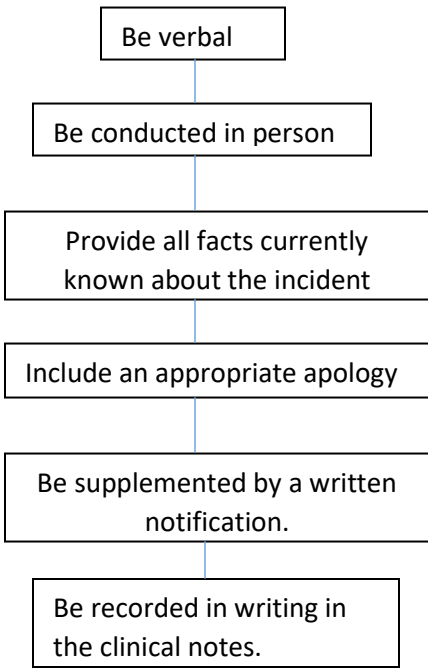 Be verbal
Be conducted in person
Provide all facts currently
known about the incident
Include an appropriate apology
Be supplemented by a written
notification.
Be recorded in writing in
the clinical notes.